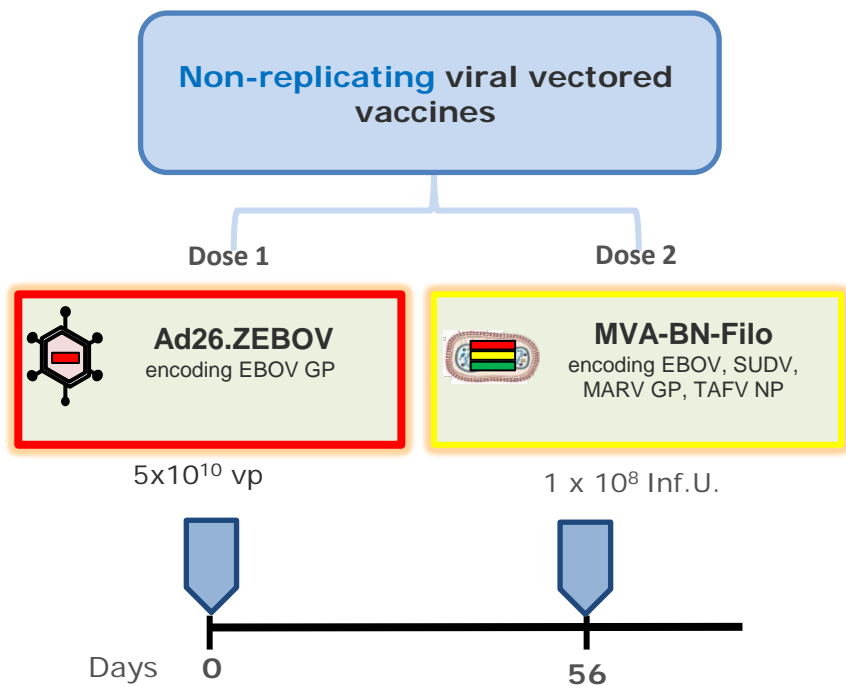 Non-replicating viral vectored
vaccines
Dose 1
Dose 2
Ad26.ZEBOV
encoding EBOV GP
MVA-BN-Filo
encoding EBOV, SUDV,
MARV GP, TAFV NP
5x10¹⁰ vp
1 x 10⁸ Inf.U.
Days 0 56